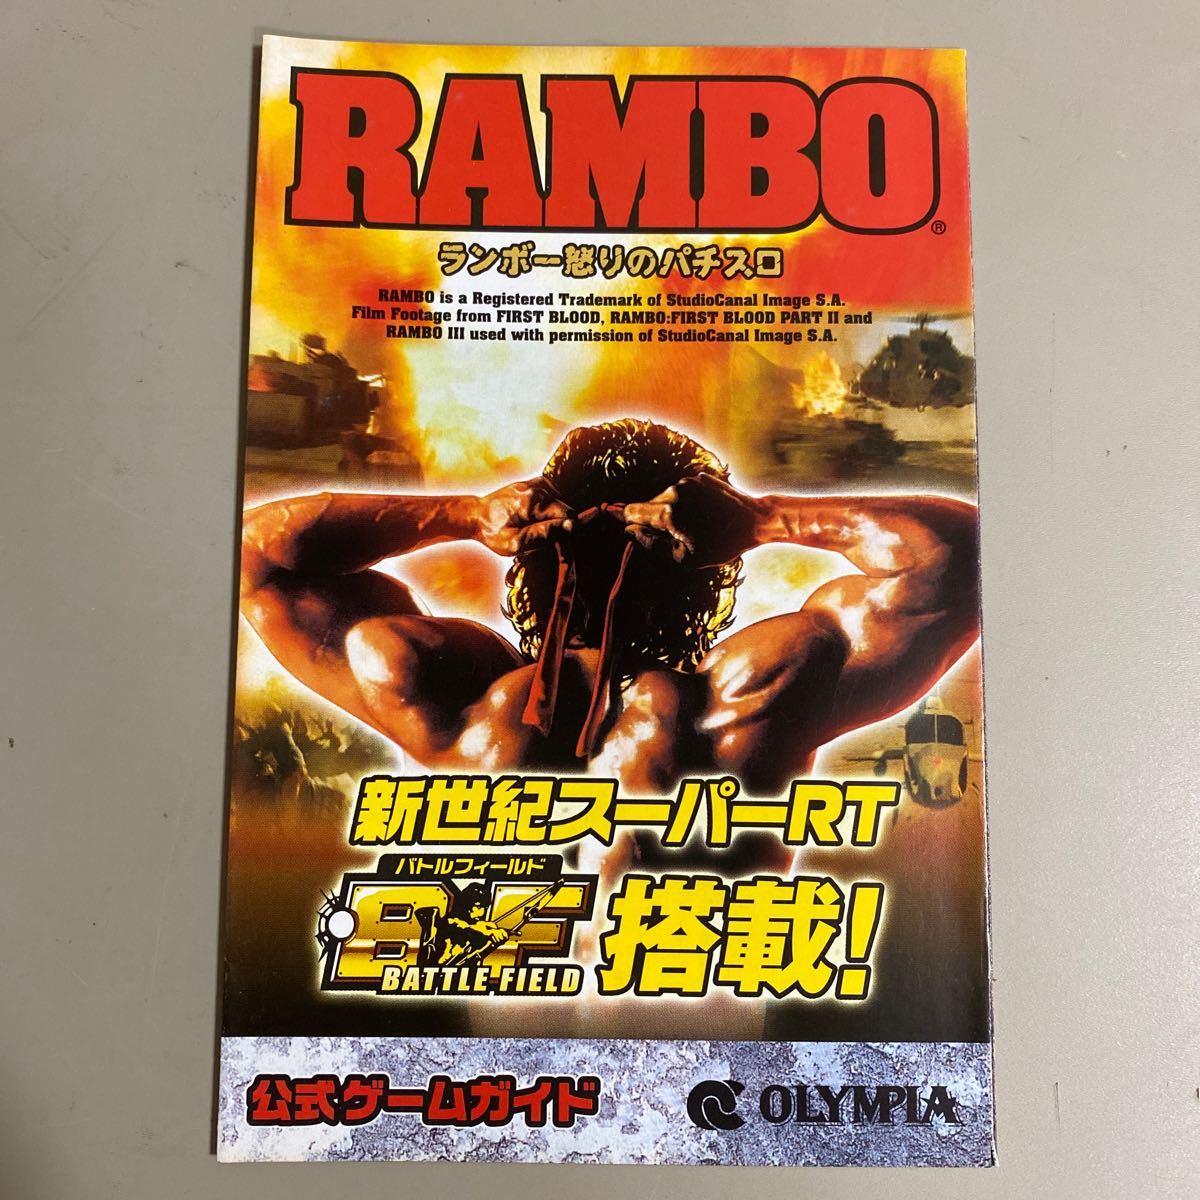 RAMBO®
ランボー怒りのパチスロ
RAMBO is a Registered Trademark of StudioCanal Image S.A.
Film Footage from FIRST BLOOD, RAMBO:FIRST BLOOD PART II and
RAMBO III used with permission of StudioCanal Image S.A.
新世紀スーパーRT
バトルフィールド
BF
BATTLE FIELD
搭載!
公式ゲームガイド
OLYMPIA